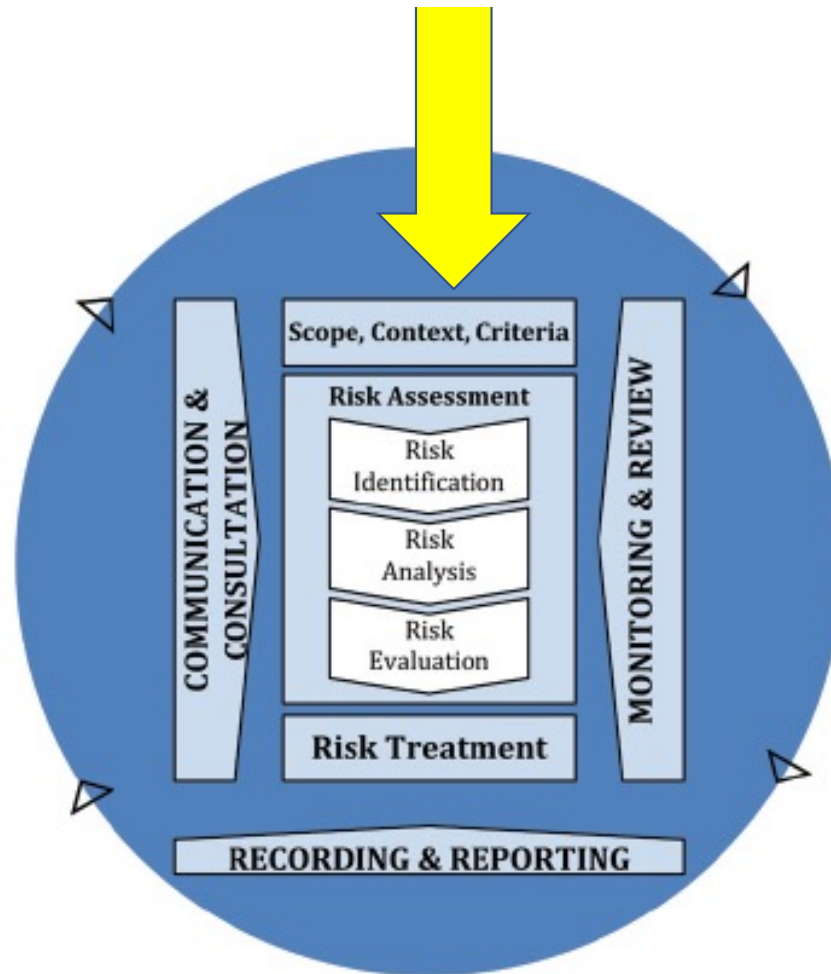 Scope, Context, Criteria
Risk Assessment
Risk
Identification
Risk
Analysis
Risk
Evaluation
Risk Treatment
COMMUNICATION &
CONSULTATION
MONITORING & REVIEW
RECORDING & REPORTING